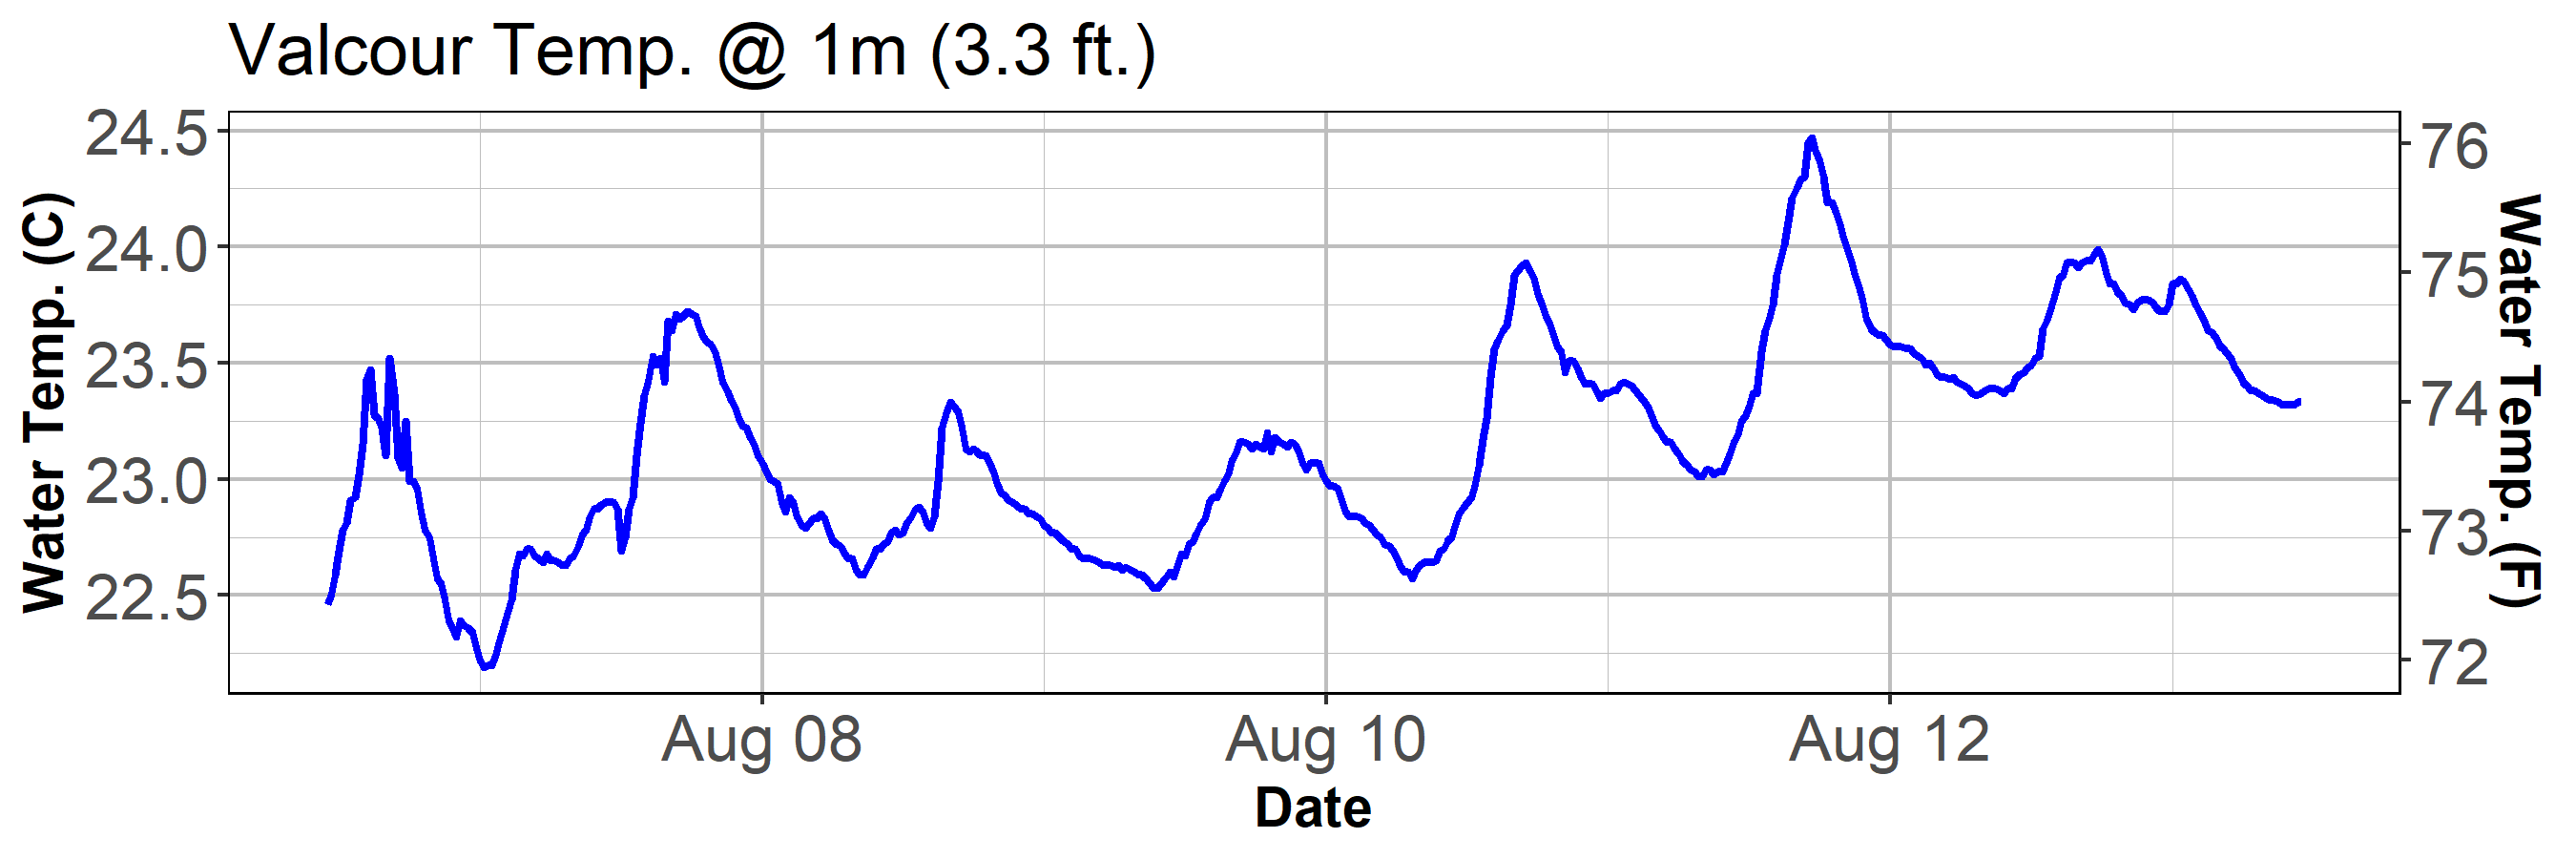 Valcour Temp. @ 1m (3.3 ft.)
Water Temp. (C)
24.5
24.0
23.5
23.0
22.5
76
75
74
73
72
Water Temp. (F)
Aug 08 Aug 10 Aug 12
Date